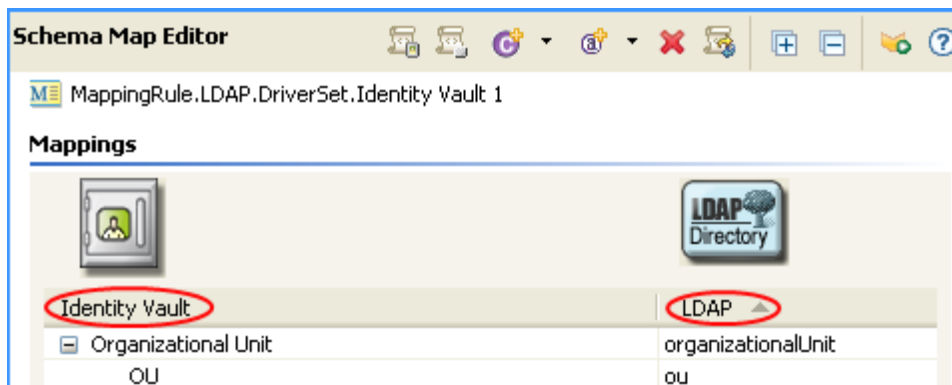 Schema Map Editor
MappingRule.LDAP.DriverSet.Identity Vault 1
Mappings
LDAP
Directory
Identity Vault LDAP
Organizational Unit organizationalUnit
OU ou